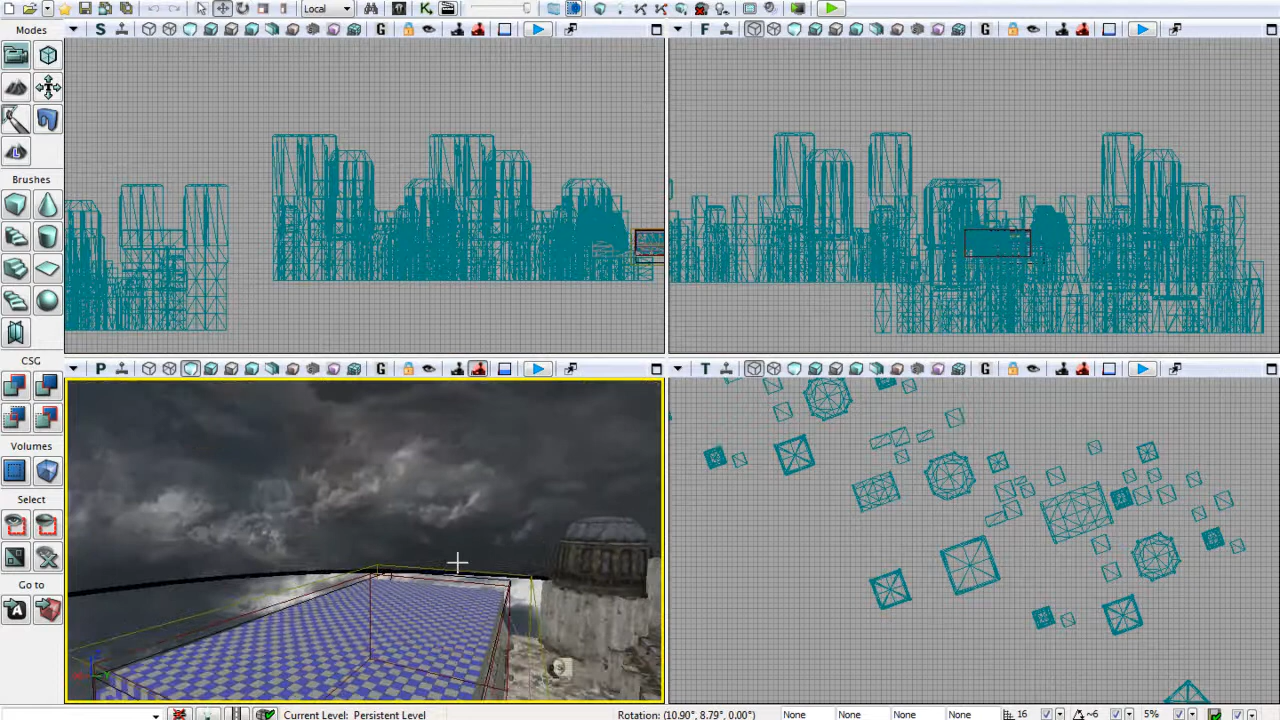 Local
Modes
S
G
F
G
Brushes
CSG
P
G
T
G
Volumes
Select
Go to
Current Level: Persistent Level
Rotation: (10.90°, 8.79°, 0.00°)
None
None
None
None
16
~6
5%